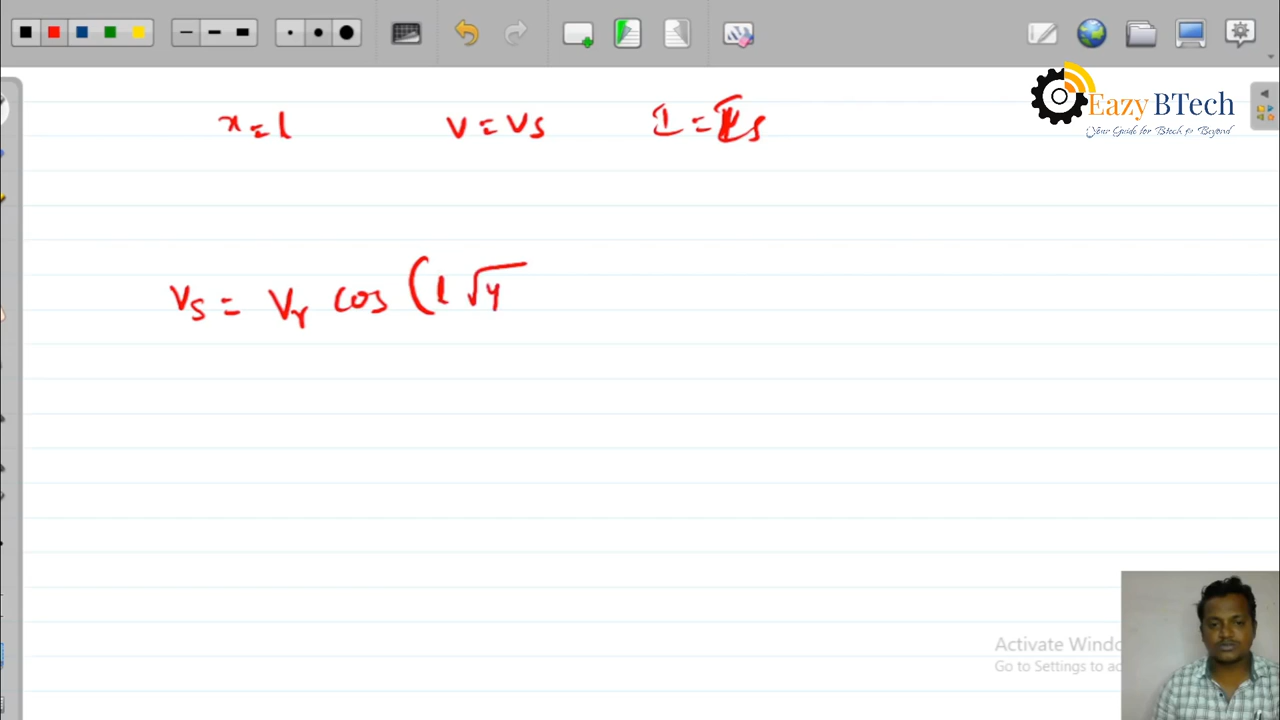 Eazy BTech
Your Guide for Btech & Beyond
x = l   V = Vs   I = Is
Vs = Vr cos (l √y
Activate Windo
Go to Settings to ac